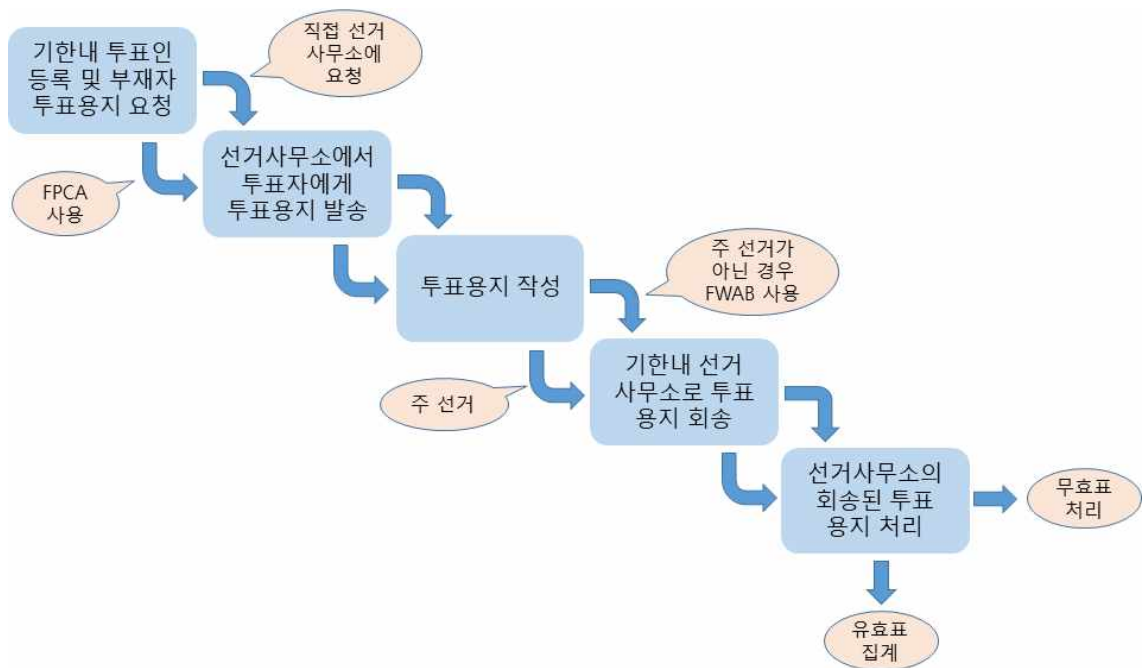 기한내 투표인
등록 및 부재자
투표용지 요청
직접 선거
사무소에
요청
FPCA
사용
선거사무소에서
투표자에게
투표용지 발송
투표용지 작성
주 선거가
아닌 경우
FWAB 사용
주 선거
기한내 선거
사무소로 투표
용지 회송
선거사무소의
회송된 투표
용지 처리
무효표
처리
유효표
집계